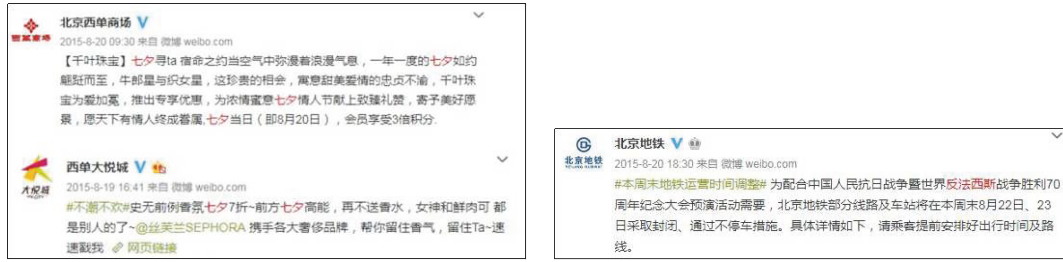 北京西单商场 V
西单商场
2015-8-20 09:30 来自 微博 weibo.com
【千叶珠宝】七夕寻ta 宿命之约当空气中弥漫着浪漫气息，一年一度的七夕如约
翩跹而至，牛郎星与织女星，这珍贵的相会，寓意甜美爱情的忠贞不渝，千叶珠
宝为爱加冕，推出专享优惠，为浓情蜜意七夕情人节献上致臻礼赞，寄予美好愿
景，愿天下有情人终成眷属,七夕当日（即8月20日），会员享受3倍积分.
西单大悦城 V
大悦城
2015-8-19 16:41 来自 微博 weibo.com
#不潮不欢#史无前例香氛七夕7折~前方七夕高能，再不送香水，女神和鲜肉可 都
是别人的了~@丝芙兰SEPHORA 携手各大奢侈品牌，帮你留住香气，留住Ta~速
速戳我 网页链接
北京地铁 V
北京地铁
2015-8-20 18:30 来自 微博 weibo.com
#本周末地铁运营时间调整# 为配合中国人民抗日战争暨世界反法西斯战争胜利70
周年纪念大会预演活动需要，北京地铁部分线路及车站将在本周末8月22日、23
日采取封闭、通过不停车措施。具体详情如下，请乘客提前安排好出行时间及路
线。